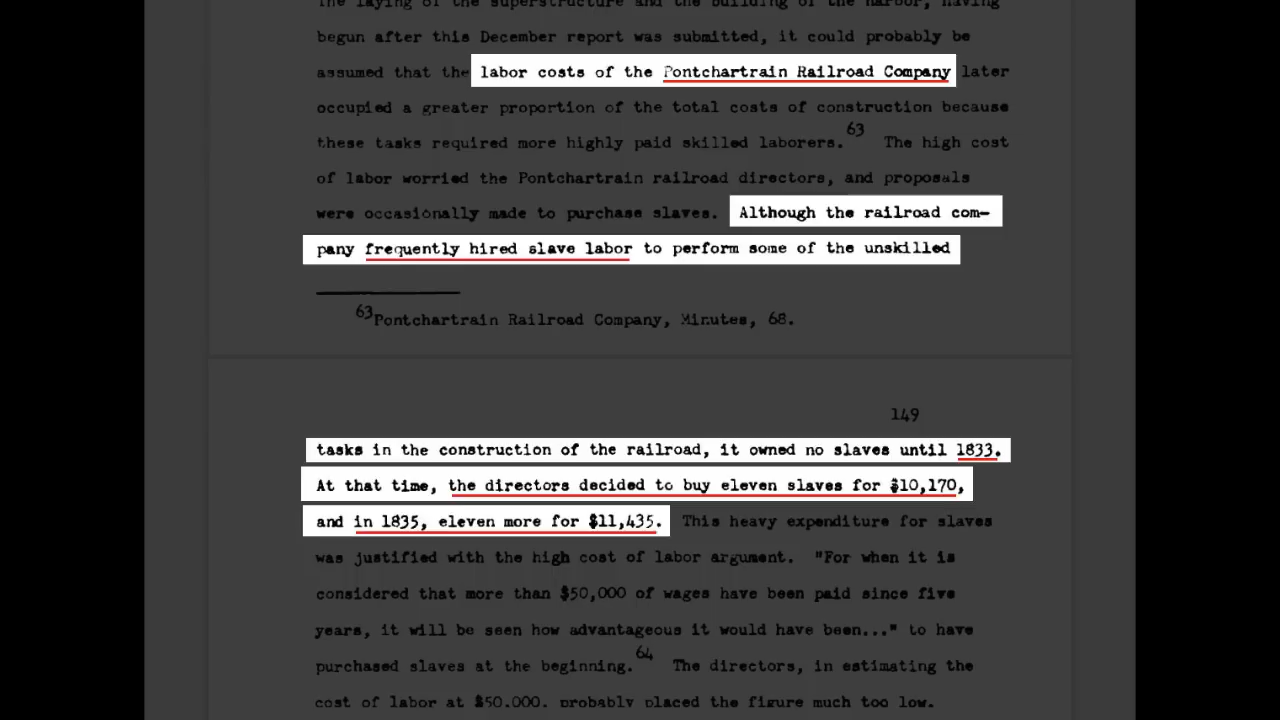 The laying of the superstructure and the building of the harbor, having
begun after this December report was submitted, it could probably be
assumed that the labor costs of the Pontchartrain Railroad Company later
occupied a greater proportion of the total costs of construction because
these tasks required more highly paid skilled laborers.63 The high cost
of labor worried the Pontchartrain railroad directors, and proposals
were occasionally made to purchase slaves. Although the railroad com-
pany frequently hired slave labor to perform some of the unskilled
63Pontchartrain Railroad Company, Minutes, 68.
149
tasks in the construction of the railroad, it owned no slaves until 1833.
At that time, the directors decided to buy eleven slaves for $10,170,
and in 1835, eleven more for $11,435. This heavy expenditure for slaves
was justified with the high cost of labor argument. "For when it is
considered that more than $50,000 of wages have been paid since five
years, it will be seen how advantageous it would have been..." to have
purchased slaves at the beginning.64 The directors, in estimating the
cost of labor at $50,000, probably placed the figure much too low.